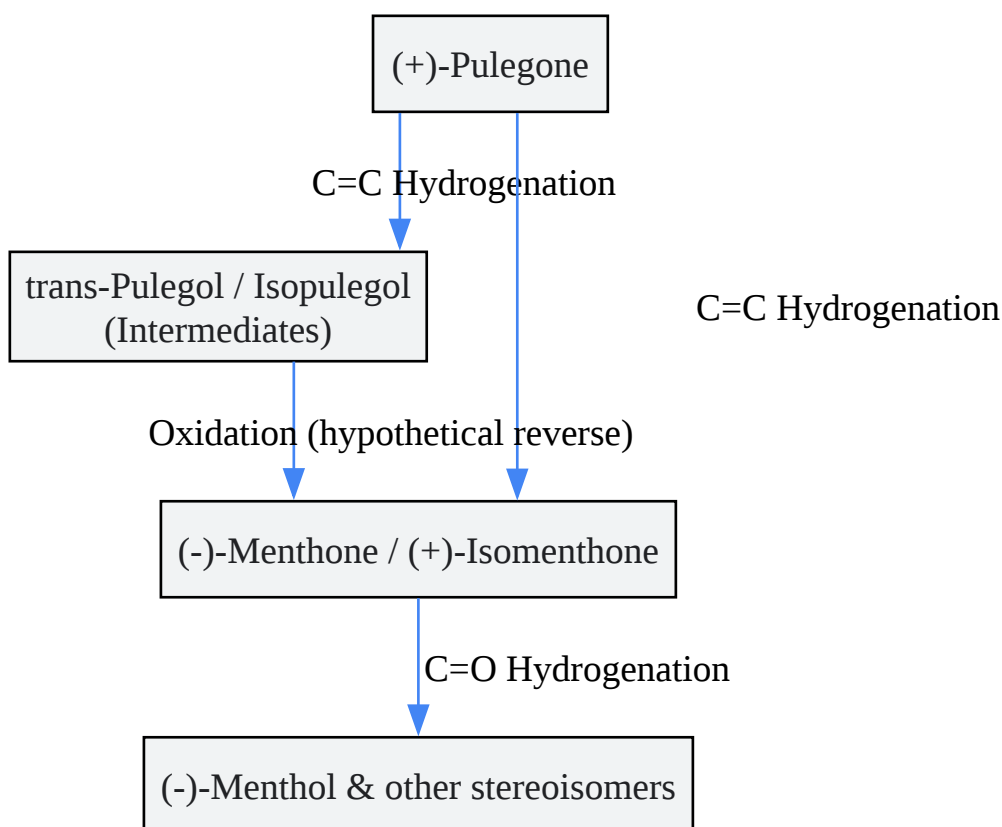 (+)-Pulegone
C=C Hydrogenation
trans-Pulegol / Isopulegol
(Intermediates)
C=C Hydrogenation
Oxidation (hypothetical reverse)
(-)-Menthone / (+)-Isomenthone
C=O Hydrogenation
(-)-Menthol & other stereoisomers